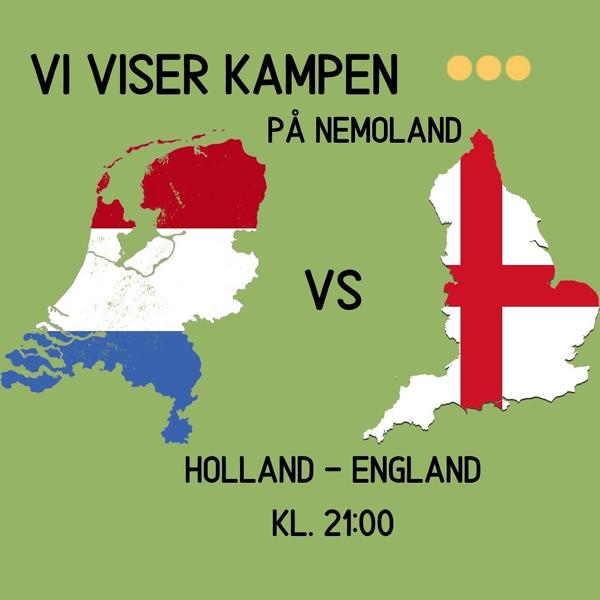 VI VISER KAMPEN
PÅ NEMOLAND
VS
HOLLAND – ENGLAND
KL. 21:00